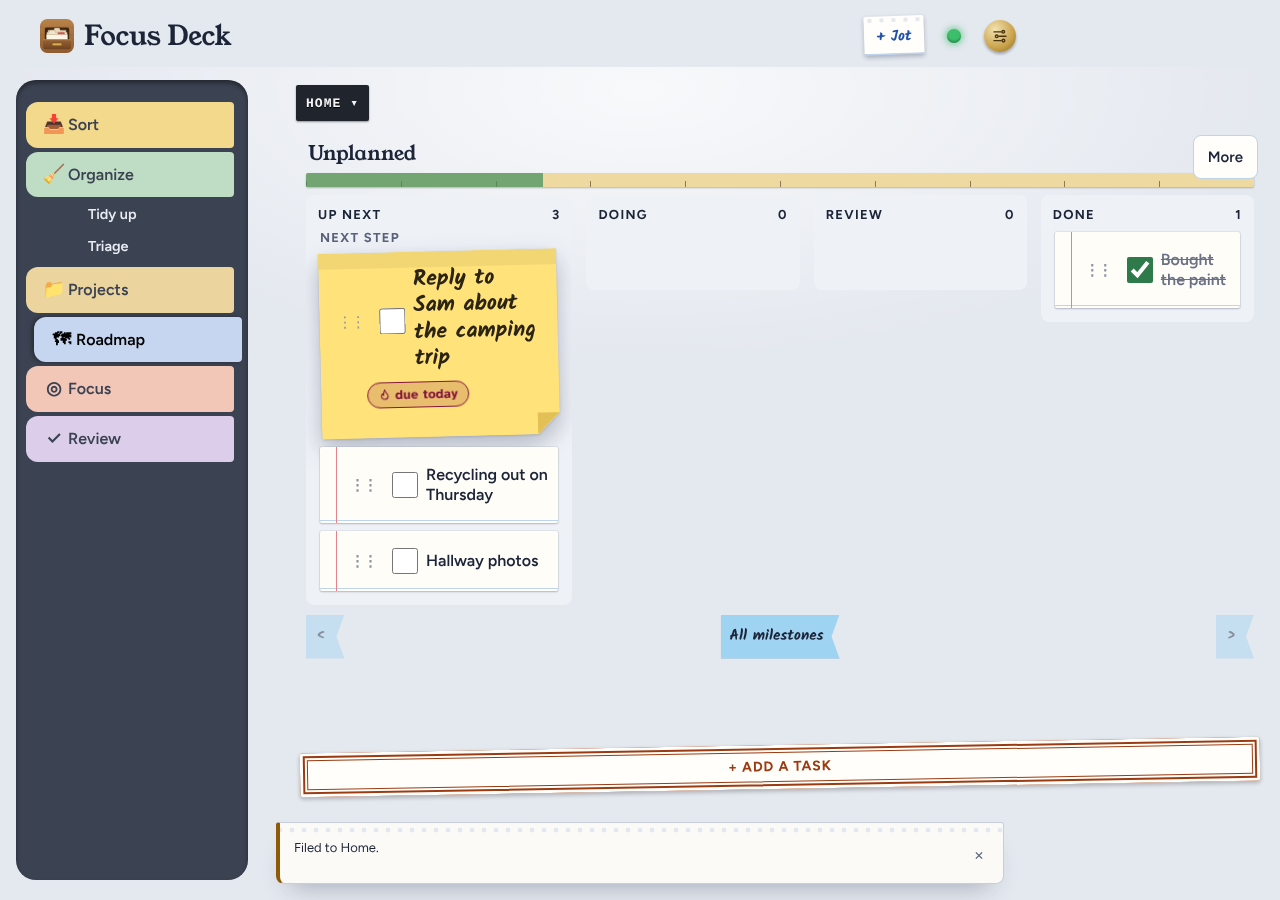 Focus Deck
+ Jot
Sort
Organize
Tidy up
Triage
Projects
Roadmap
Focus
Review
HOME ▾
Unplanned
More
UP NEXT 3
NEXT STEP
Reply to
Sam about
the camping
trip
due today
Recycling out on
Thursday
Hallway photos
DOING 0
REVIEW 0
DONE 1
Bought
the paint
<
All milestones
>
+ ADD A TASK
Filed to Home.
×